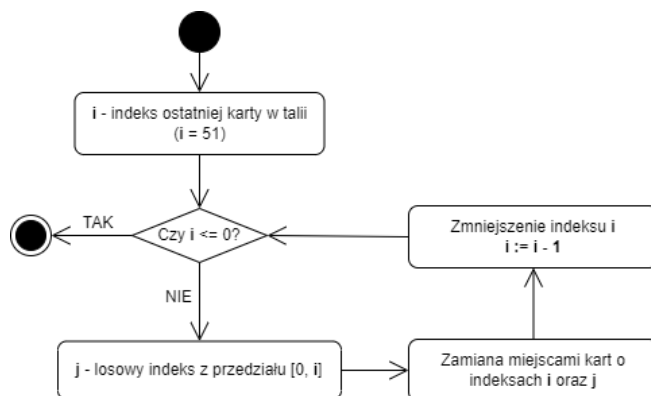 i - indeks ostatniej karty w talii
(i = 51)
TAK
Czy i <= 0?
Zmniejszenie indeksu i
i := i - 1
NIE
j - losowy indeks z przedziału [0, i]
Zamiana miejscami kart o
indeksach i oraz j